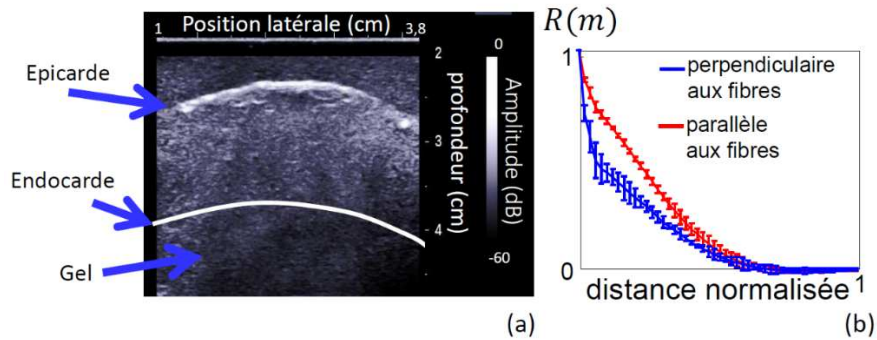 Position latérale (cm)
1
3,8
Epicarde
Endocarde
Gel
2
3
4
profondeur (cm)
0
-60
Amplitude (dB)
(a)
R(m)
1
perpendiculaire
aux fibres
parallèle
aux fibres
0
distance normalisée
1
(b)